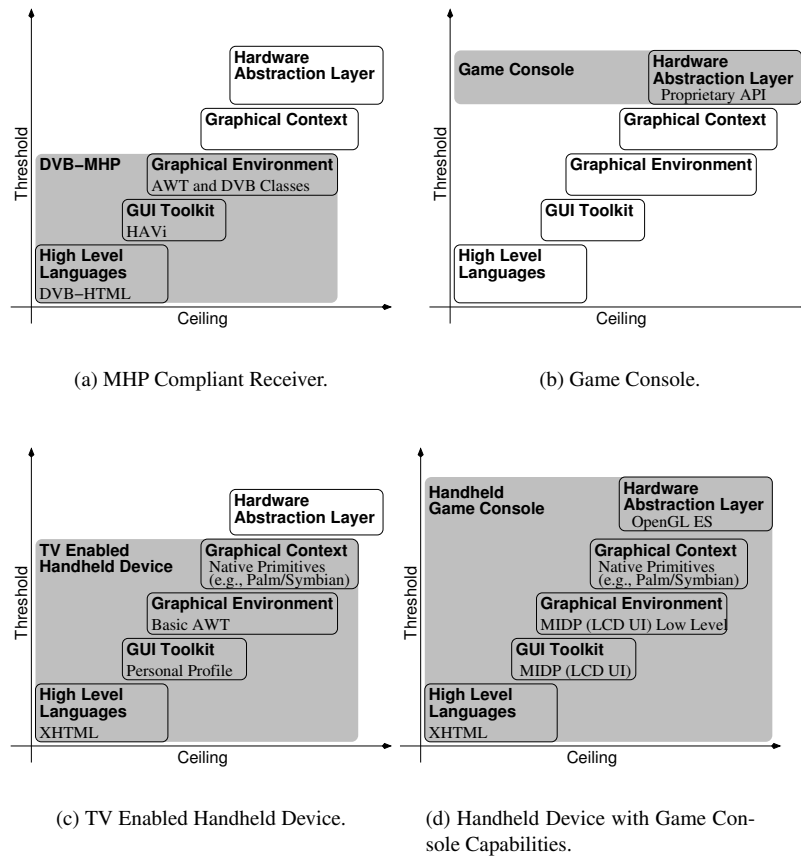 Threshold
Hardware
Abstraction Layer
Graphical Context
DVB–MHP
Graphical Environment
AWT and DVB Classes
GUI Toolkit
HAVi
High Level
Languages
DVB–HTML
Ceiling
(a) MHP Compliant Receiver.
Threshold
Game Console
Hardware
Abstraction Layer
Proprietary API
Graphical Context
Graphical Environment
GUI Toolkit
High Level
Languages
Ceiling
(b) Game Console.
Threshold
Hardware
Abstraction Layer
TV Enabled
Handheld Device
Graphical Context
Native Primitives
(e.g., Palm/Symbian)
Graphical Environment
Basic AWT
GUI Toolkit
Personal Profile
High Level
Languages
XHTML
Ceiling
(c) TV Enabled Handheld Device.
Threshold
Handheld
Game Console
Hardware
Abstraction Layer
OpenGL ES
Graphical Context
Native Primitives
(e.g., Palm/Symbian)
Graphical Environment
MIDP (LCD UI) Low Level
GUI Toolkit
MIDP (LCD UI)
High Level
Languages
XHTML
Ceiling
(d) Handheld Device with Game Con-
sole Capabilities.